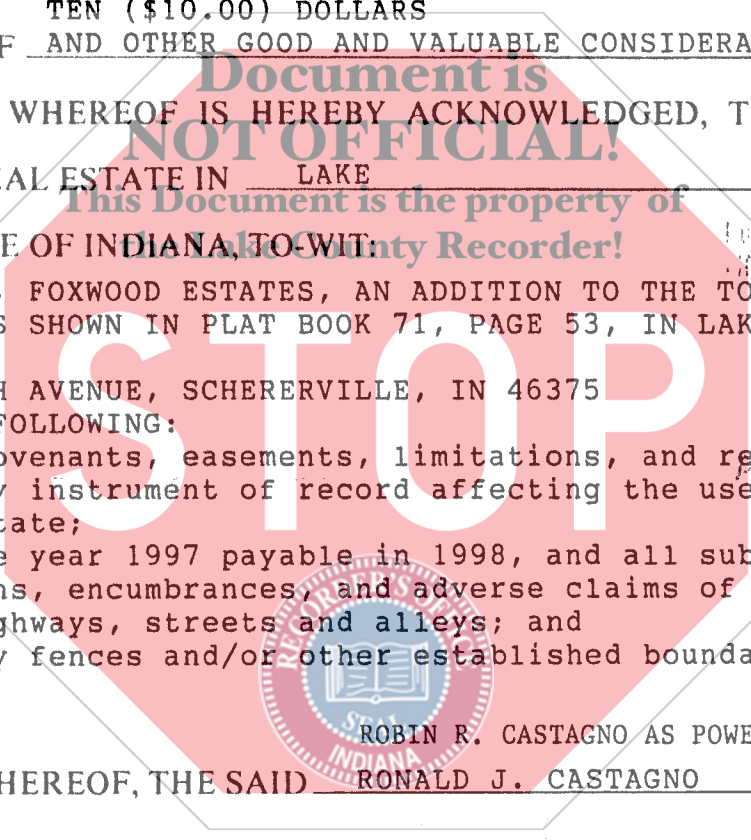 TEN ($10.00) DOLLARS
F AND OTHER GOOD AND VALUABLE CONSIDERA
Document is
WHEREOF IS HEREBY ACKNOWLEDGED, T
NOT OFFICIAL!
EAL ESTATE IN LAKE
This Document is the property of
E OF INDIANA, TO-WIT:
the Lake County Recorder!
FOXWOOD ESTATES, AN ADDITION TO THE TO
S SHOWN IN PLAT BOOK 71, PAGE 53, IN LAK
STOP
H AVENUE, SCHERERVILLE, IN 46375
FOLLOWING:
ovenants, easements, limitations, and re
y instrument of record affecting the use
tate;
e year 1997 payable in 1998, and all sub
ns, encumbrances, and adverse claims of
ghways, streets and alleys; and
y fences and/or other established bounda
RECORDER'S OFFICE
SEAL
INDIANA
ROBIN R. CASTAGNO AS POWE
HEREOF, THE SAID RONALD J. CASTAGNO